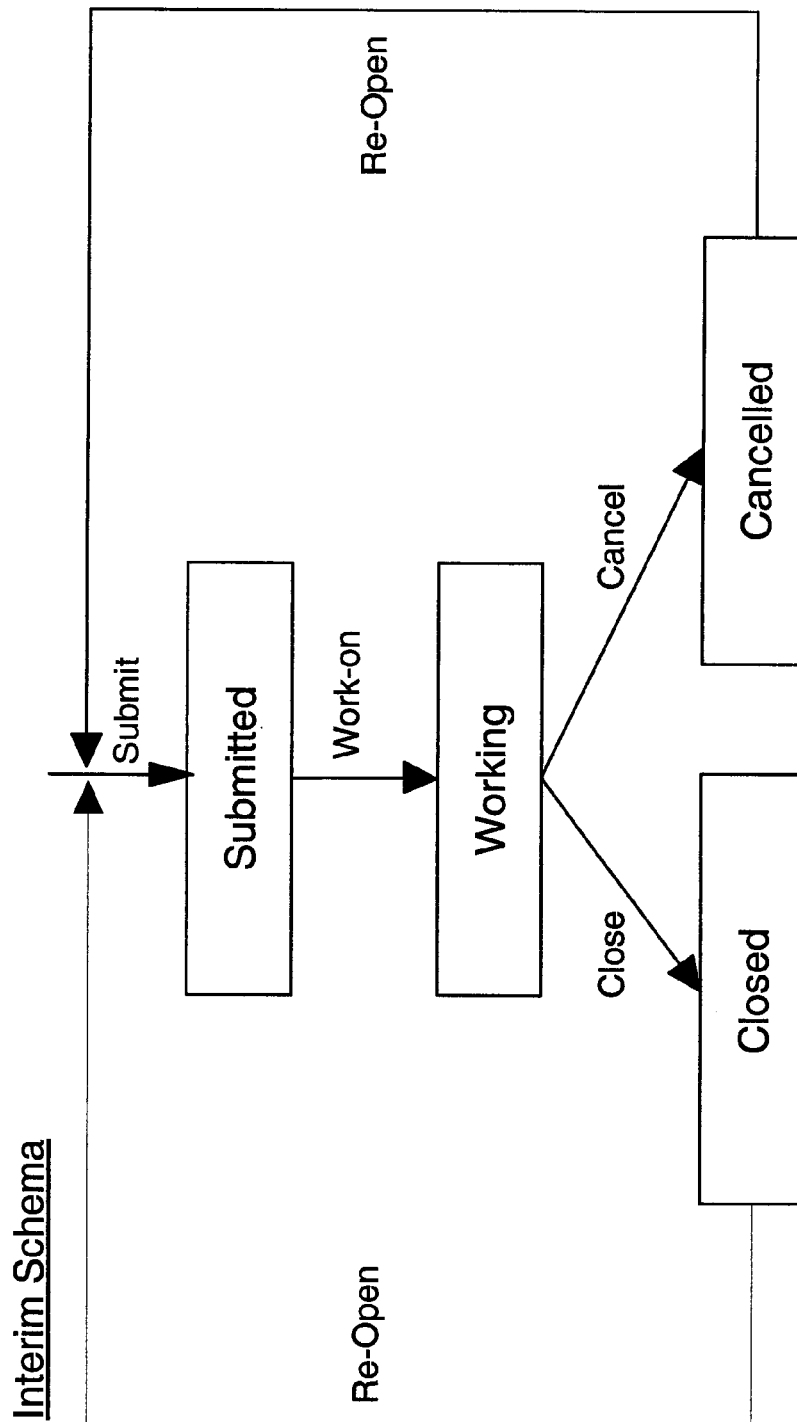 Interim Schema
Submit
Submitted
Work-on
Re-Open
Re-Open
Working
Close
Cancel
Closed
Cancelled